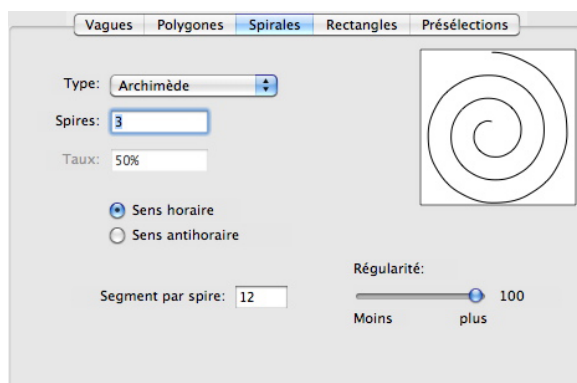 Vagues Polygones Spirales Rectangles Présélections
Type: Archimède
Spires: 3
Taux: 50%
Sens horaire
Sens antihoraire
Segment par spire: 12
Régularité:
100
Moins plus